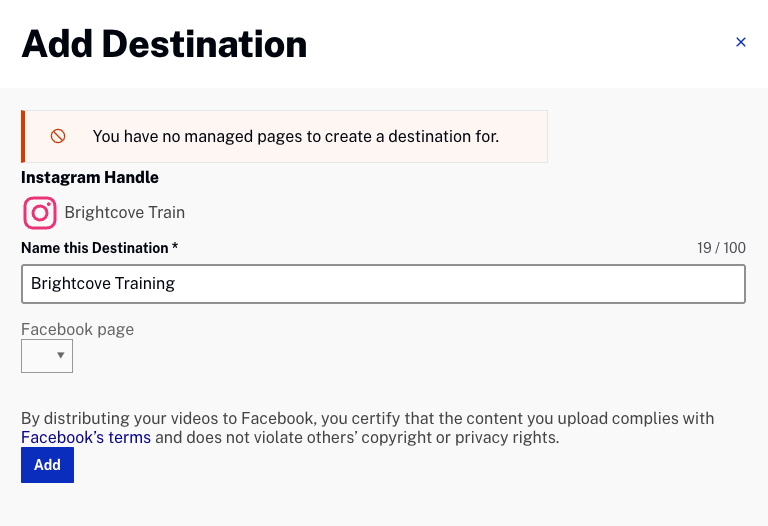 Add Destination
×
You have no managed pages to create a destination for.
Instagram Handle
Brightcove Train
Name this Destination *
19 / 100
Brightcove Training
Facebook page
By distributing your videos to Facebook, you certify that the content you upload complies with
Facebook’s terms and does not violate others’ copyright or privacy rights.
Add